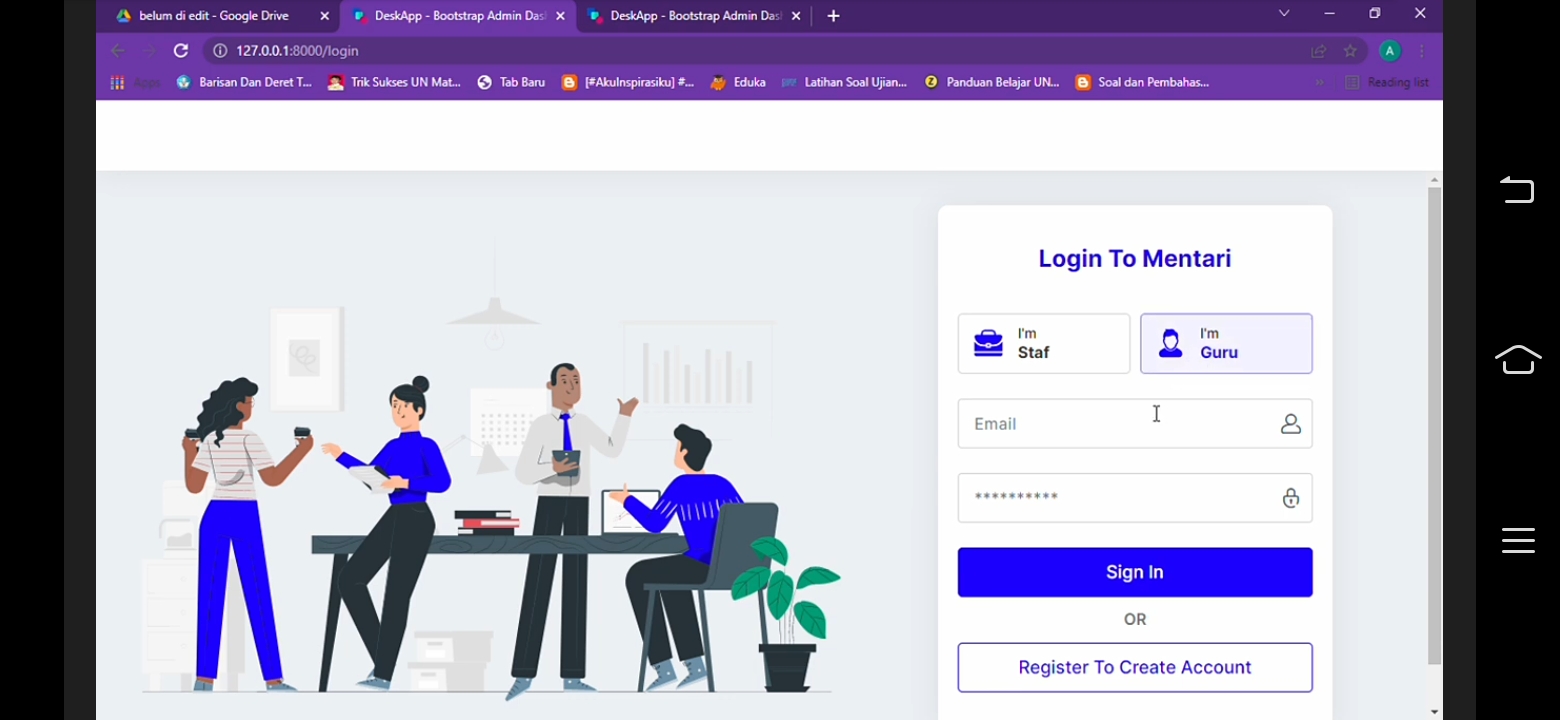 belum di edit - Google Drive
DeskApp - Bootstrap Admin Das
DeskApp - Bootstrap Admin Das
127.0.0.1:8000/login
A
Apps
Barisan Dan Deret T...
Trik Sukses UN Mat...
Tab Baru
[#AkuInspirasiku] #...
Eduka
Latihan Soal Ujian...
Panduan Belajar UN...
Soal dan Pembahas...
»
Reading list
Login To Mentari
I'm
Staf
I'm
Guru
Email
**********
Sign In
OR
Register To Create Account